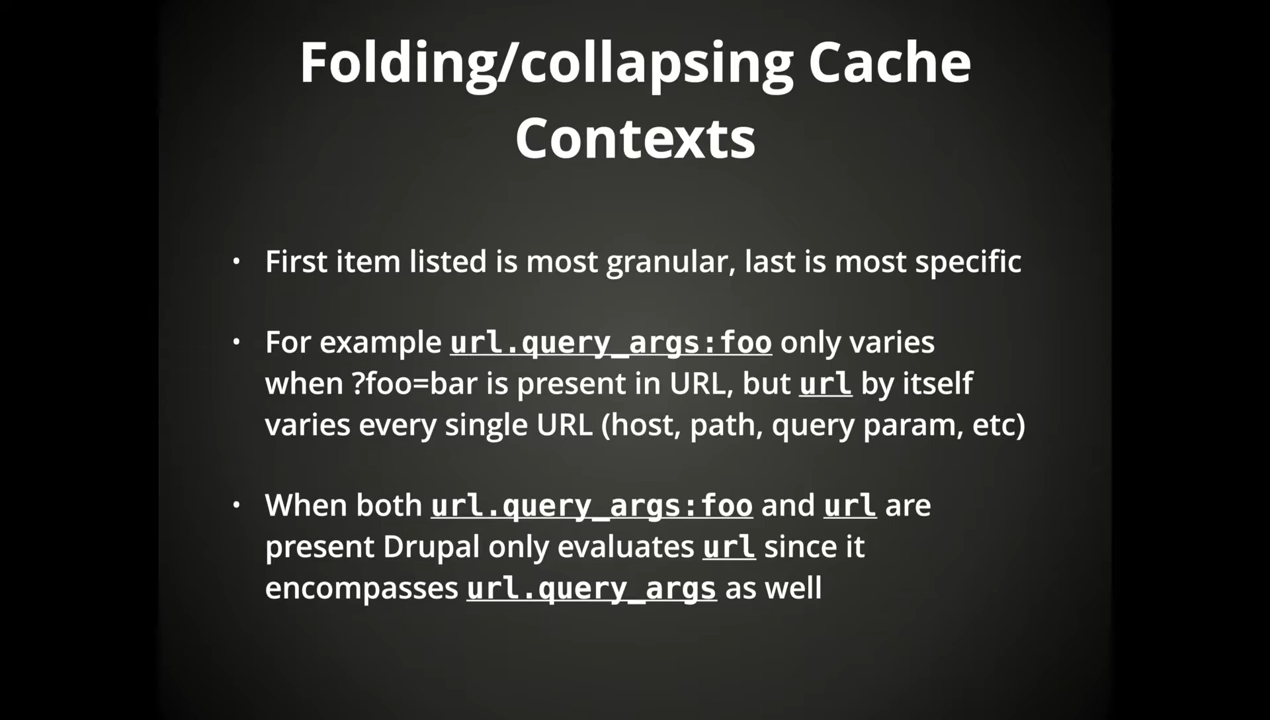 Folding/collapsing Cache
Contexts
• First item listed is most granular, last is most specific
• For example url.query_args:foo only varies
when ?foo=bar is present in URL, but url by itself
varies every single URL (host, path, query param, etc)
• When both url.query_args:foo and url are
present Drupal only evaluates url since it
encompasses url.query_args as well